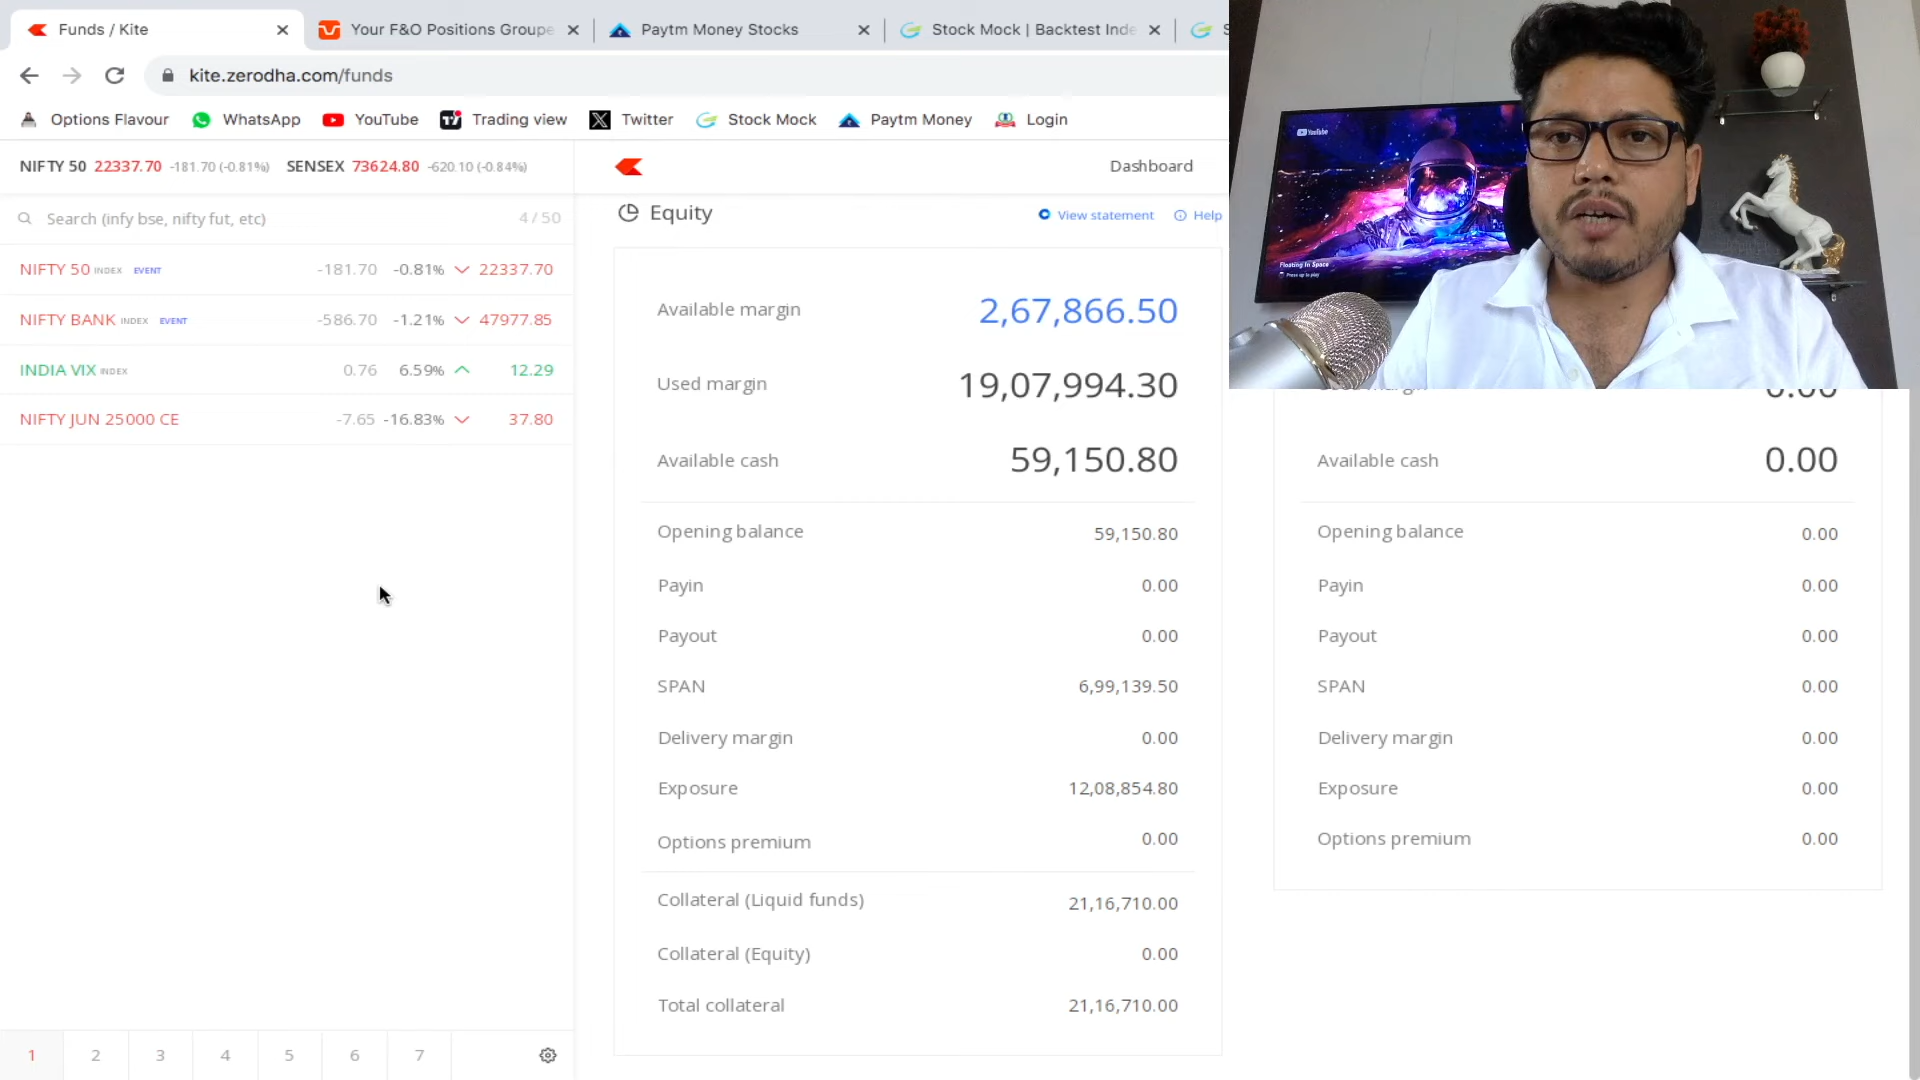 Funds / Kite
Your F&O Positions Groupe
Paytm Money Stocks
Stock Mock | Backtest Inde
S
kite.zerodha.com/funds
Options Flavour WhatsApp YouTube Trading view Twitter Stock Mock Paytm Money Login
NIFTY 50 22337.70 -181.70 (-0.81%) SENSEX 73624.80 -620.10 (-0.84%)
Dashboard
Search (infy bse, nifty fut, etc) 4 / 50
NIFTY 50 INDEX EVENT -181.70 -0.81% 22337.70
NIFTY BANK INDEX EVENT -586.70 -1.21% 47977.85
INDIA VIX INDEX 0.76 6.59% 12.29
NIFTY JUN 25000 CE -7.65 -16.83% 37.80
1 2 3 4 5 6 7
Equity View statement Help
Available margin 2,67,866.50
Used margin 19,07,994.30
Available cash 59,150.80
Opening balance 59,150.80
Payin 0.00
Payout 0.00
SPAN 6,99,139.50
Delivery margin 0.00
Exposure 12,08,854.80
Options premium 0.00
Collateral (Liquid funds) 21,16,710.00
Collateral (Equity) 0.00
Total collateral 21,16,710.00
YouTube
Floating In Space
Press up to play
Available cash 0.00
Opening balance 0.00
Payin 0.00
Payout 0.00
SPAN 0.00
Delivery margin 0.00
Exposure 0.00
Options premium 0.00